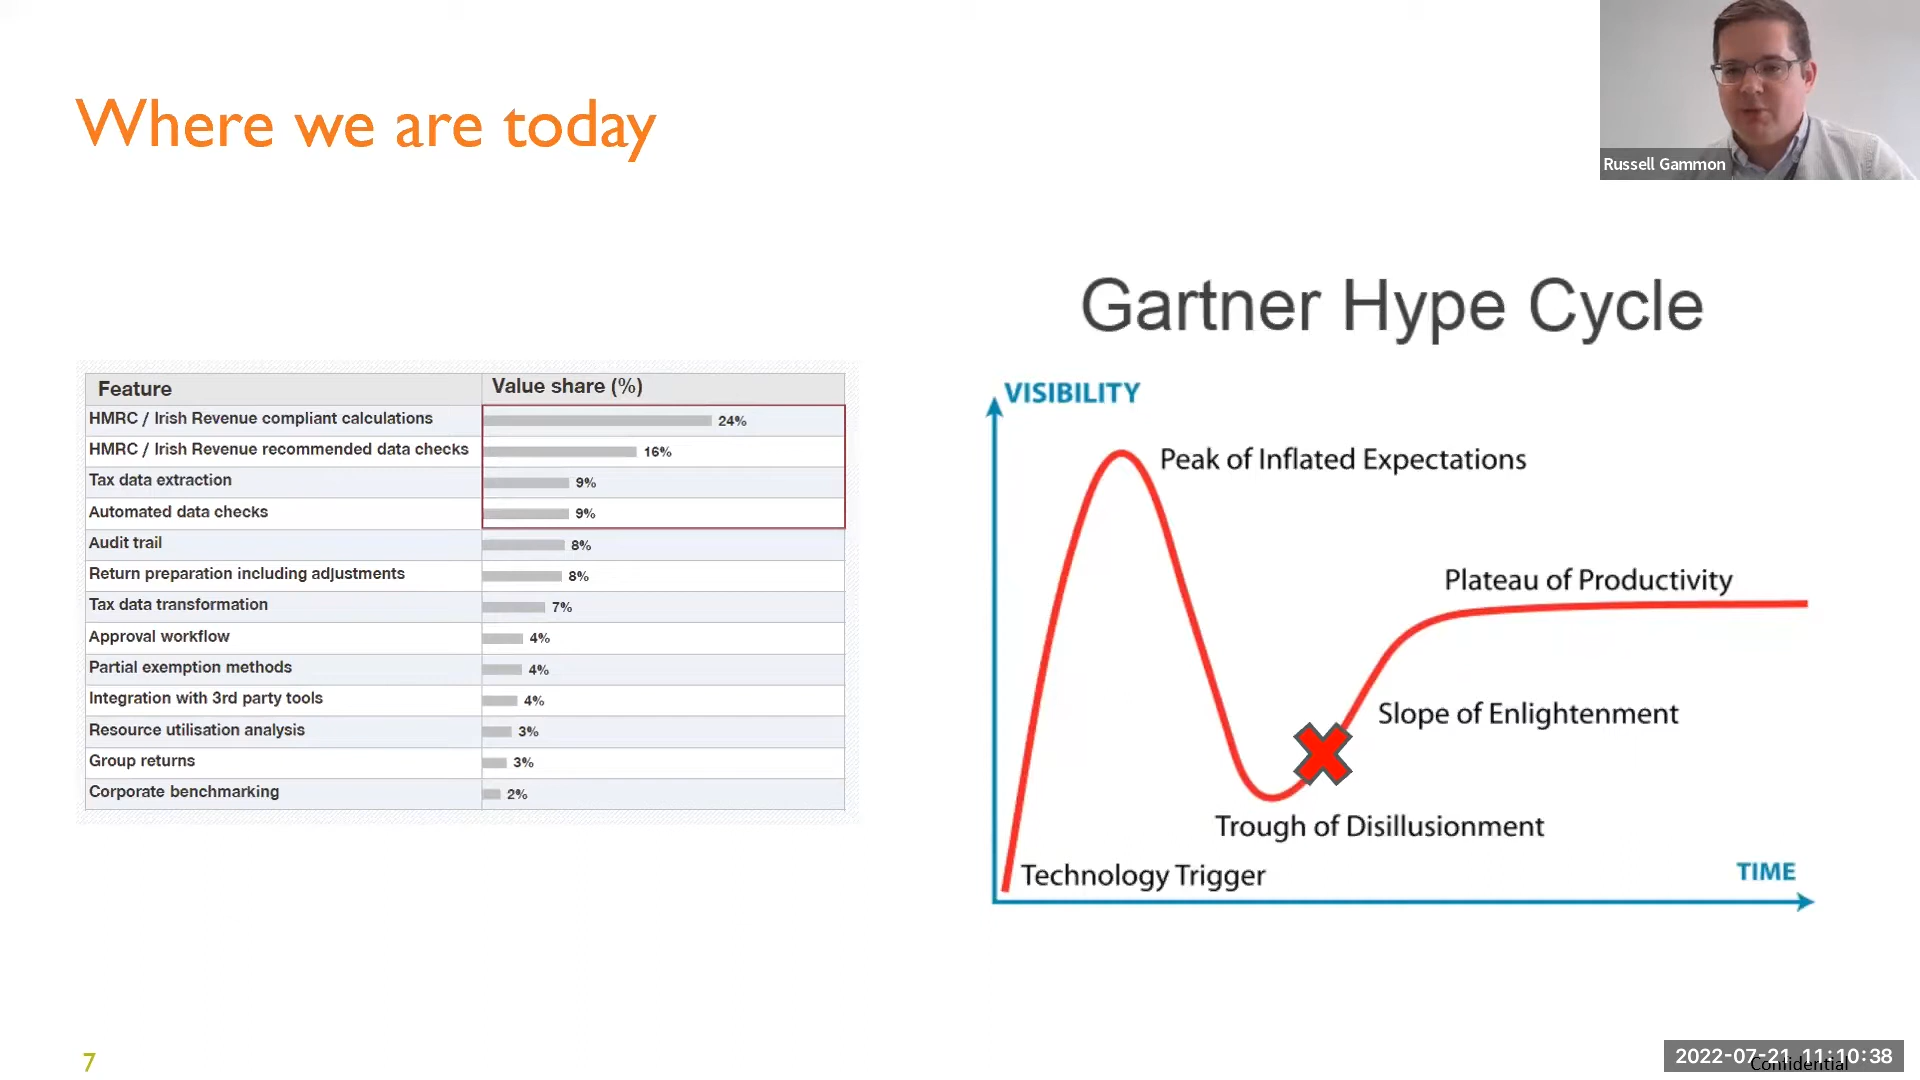 Where we are today
Russell Gammon
Feature Value share (%)
HMRC / Irish Revenue compliant calculations 24%
HMRC / Irish Revenue recommended data checks 16%
Tax data extraction 9%
Automated data checks 9%
Audit trail 8%
Return preparation including adjustments 8%
Tax data transformation 7%
Approval workflow 4%
Partial exemption methods 4%
Integration with 3rd party tools 4%
Resource utilisation analysis 3%
Group returns 3%
Corporate benchmarking 2%
Gartner Hype Cycle
VISIBILITY
Peak of Inflated Expectations
Plateau of Productivity
Slope of Enlightenment
Trough of Disillusionment
Technology Trigger
TIME
7
2022-07-21 11:10:38
Confidential